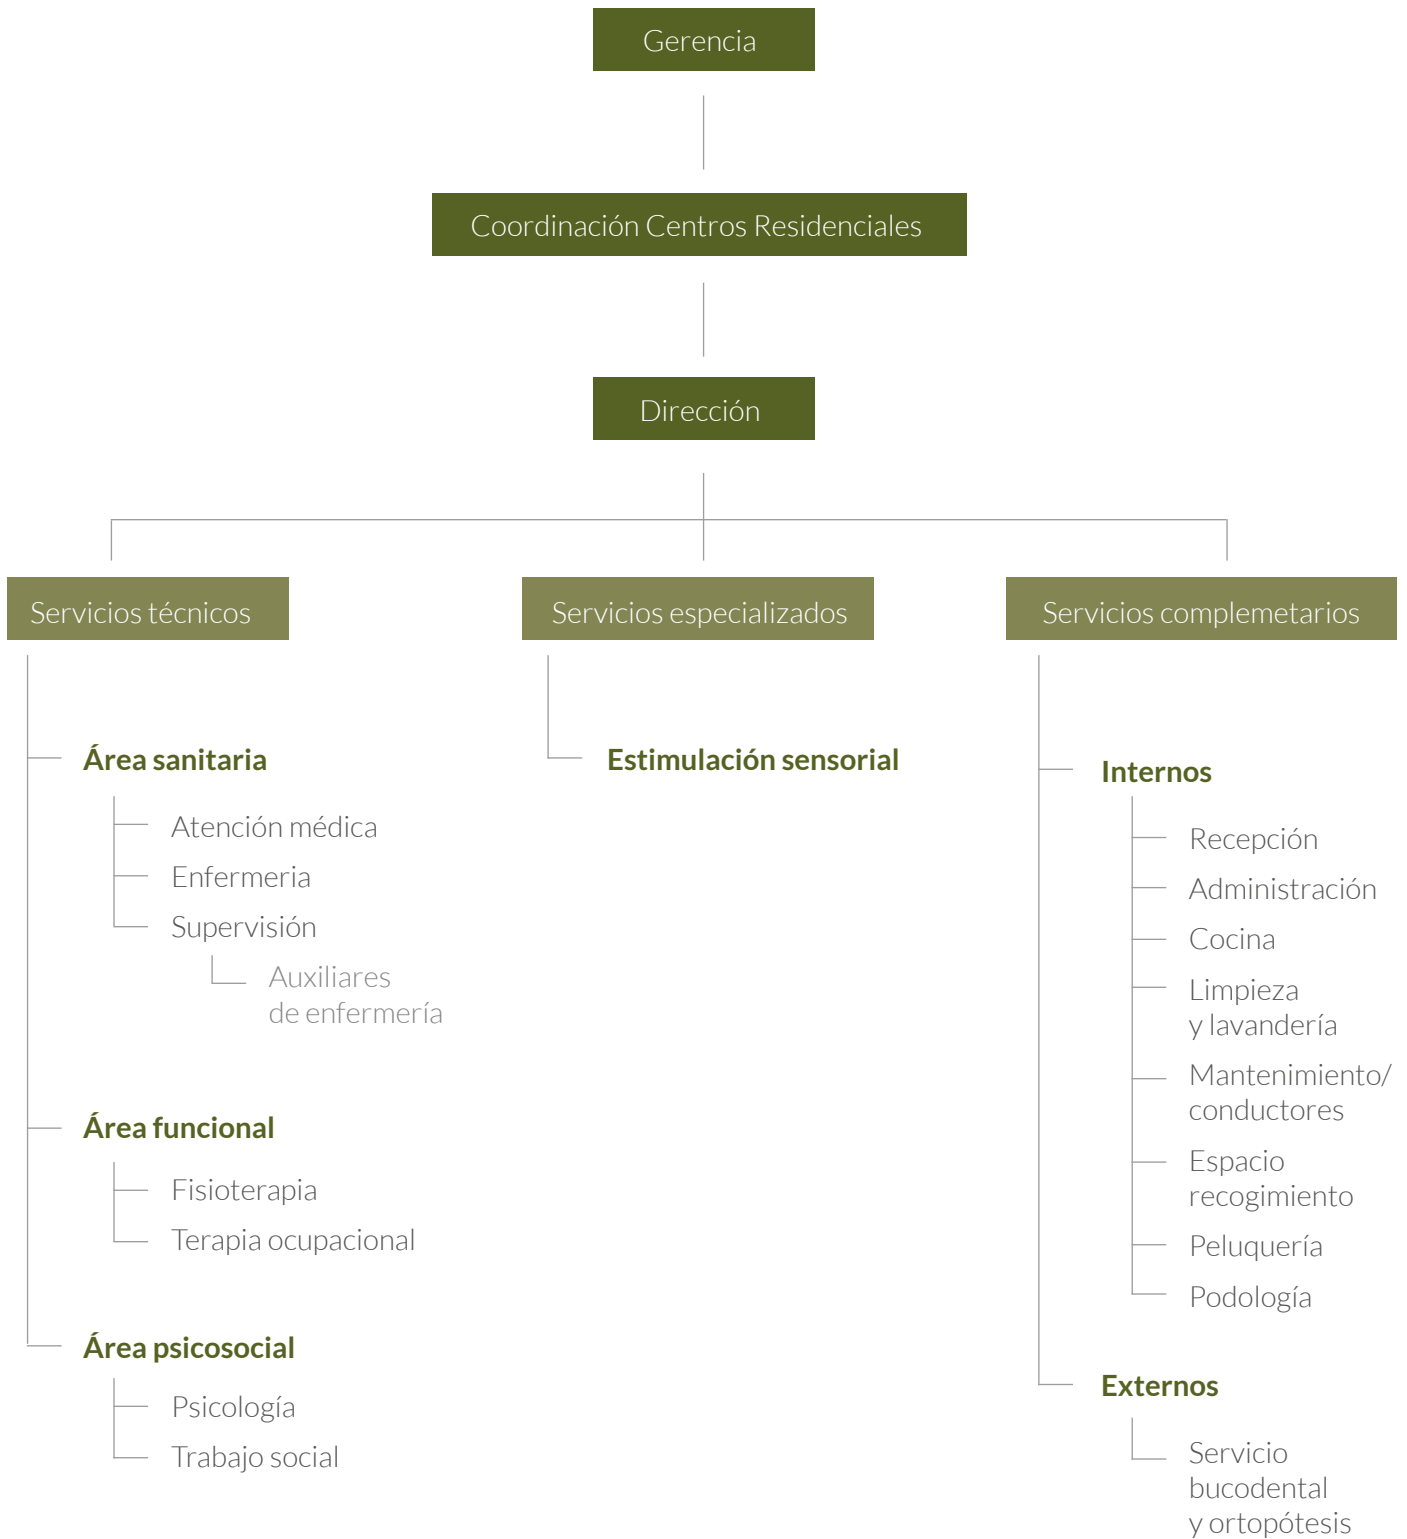 Gerencia
Coordinación Centros Residenciales
Dirección
Servicios técnicos
Área sanitaria
Atención médica
Enfermeria
Supervisión
Auxiliares
de enfermería
Área funcional
Fisioterapia
Terapia ocupacional
Área psicosocial
Psicología
Trabajo social
Servicios especializados
Estimulación sensorial
Servicios complemetarios
Internos
Recepción
Administración
Cocina
Limpieza
y lavandería
Mantenimiento/
conductores
Espacio
recogimiento
Peluquería
Podología
Externos
Servicio
bucodental
y ortopótesis